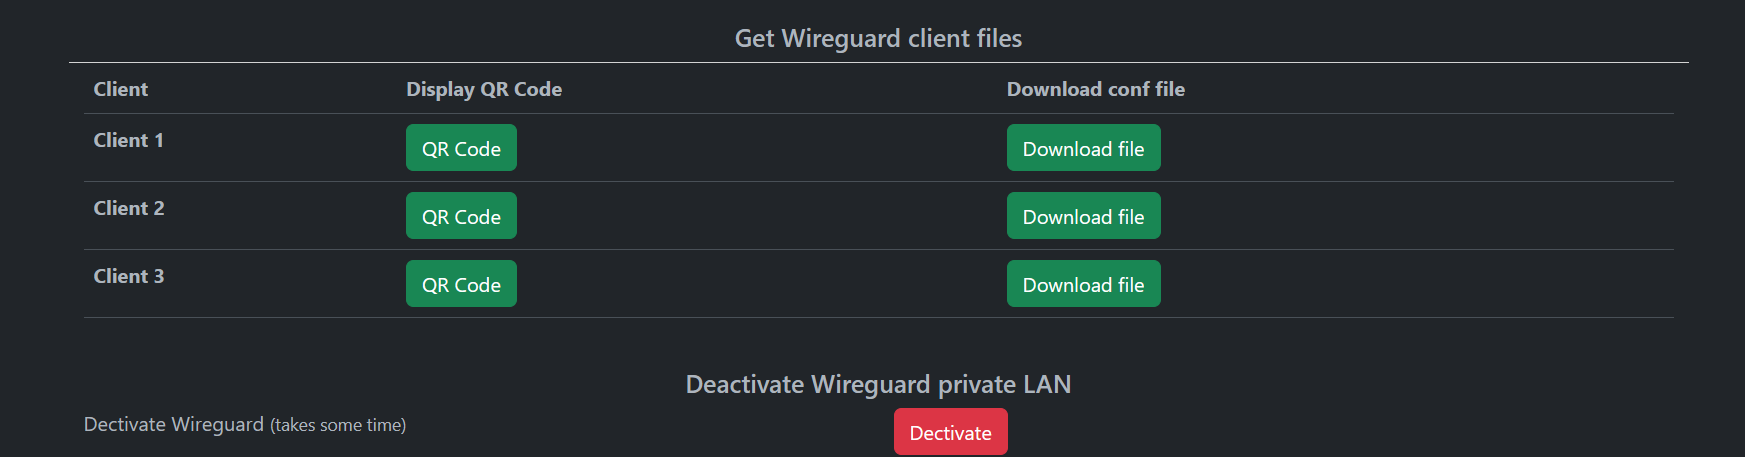 Get Wireguard client files
Client Display QR Code Download conf file
Client 1 QR Code Download file
Client 2 QR Code Download file
Client 3 QR Code Download file
Deactivate Wireguard private LAN
Dectivate Wireguard (takes some time) Dectivate